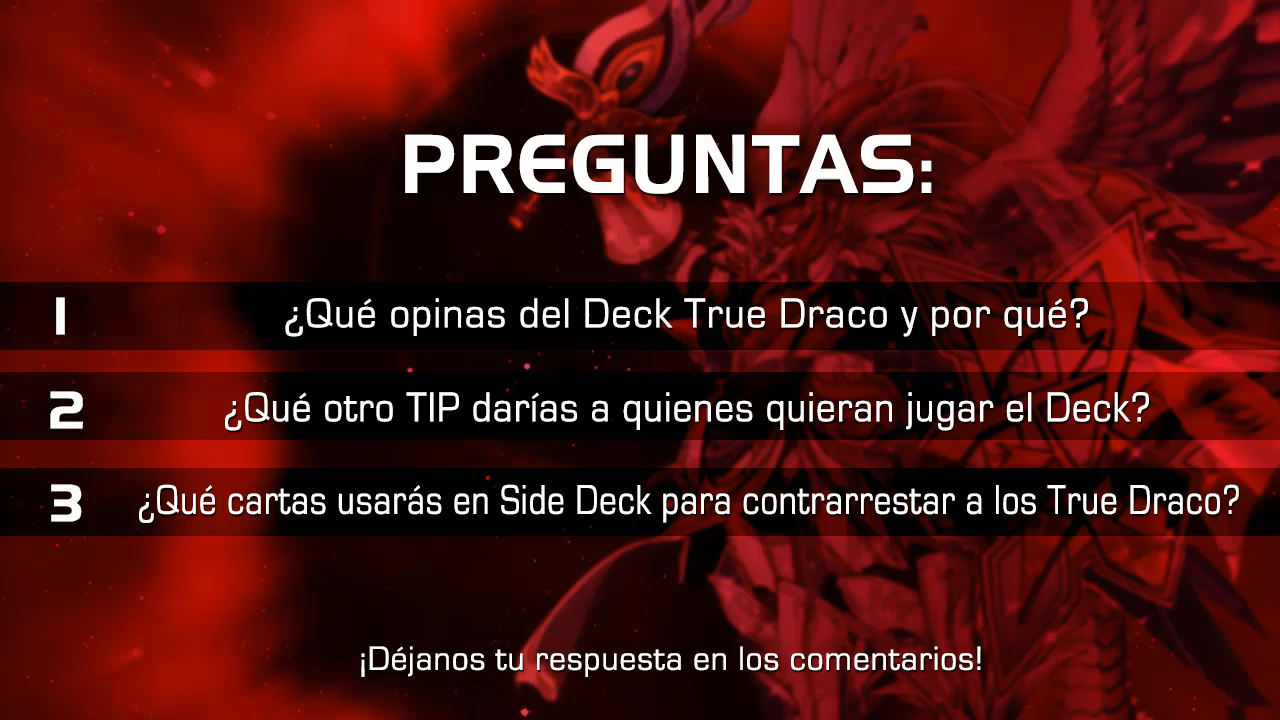 PREGUNTAS:
1 ¿Qué opinas del Deck True Draco y por qué?
2 ¿Qué otro TIP darías a quienes quieran jugar el Deck?
3 ¿Qué cartas usarás en Side Deck para contrarrestar a los True Draco?
¡Déjanos tu respuesta en los comentarios!